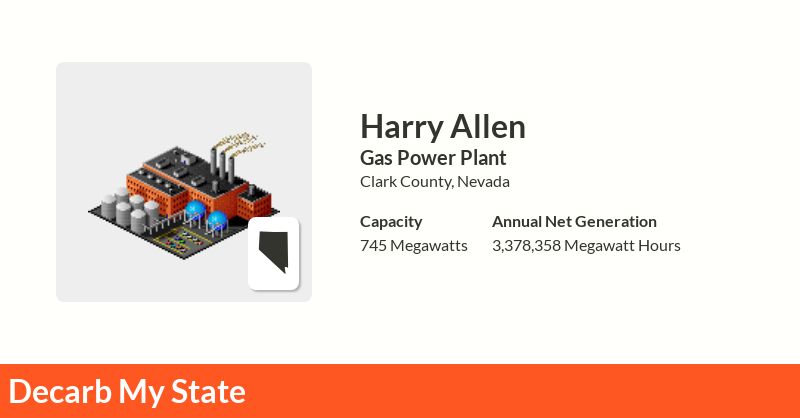 Harry Allen
Gas Power Plant
Clark County, Nevada
Capacity
745 Megawatts
Annual Net Generation
3,378,358 Megawatt Hours
Decarb My State